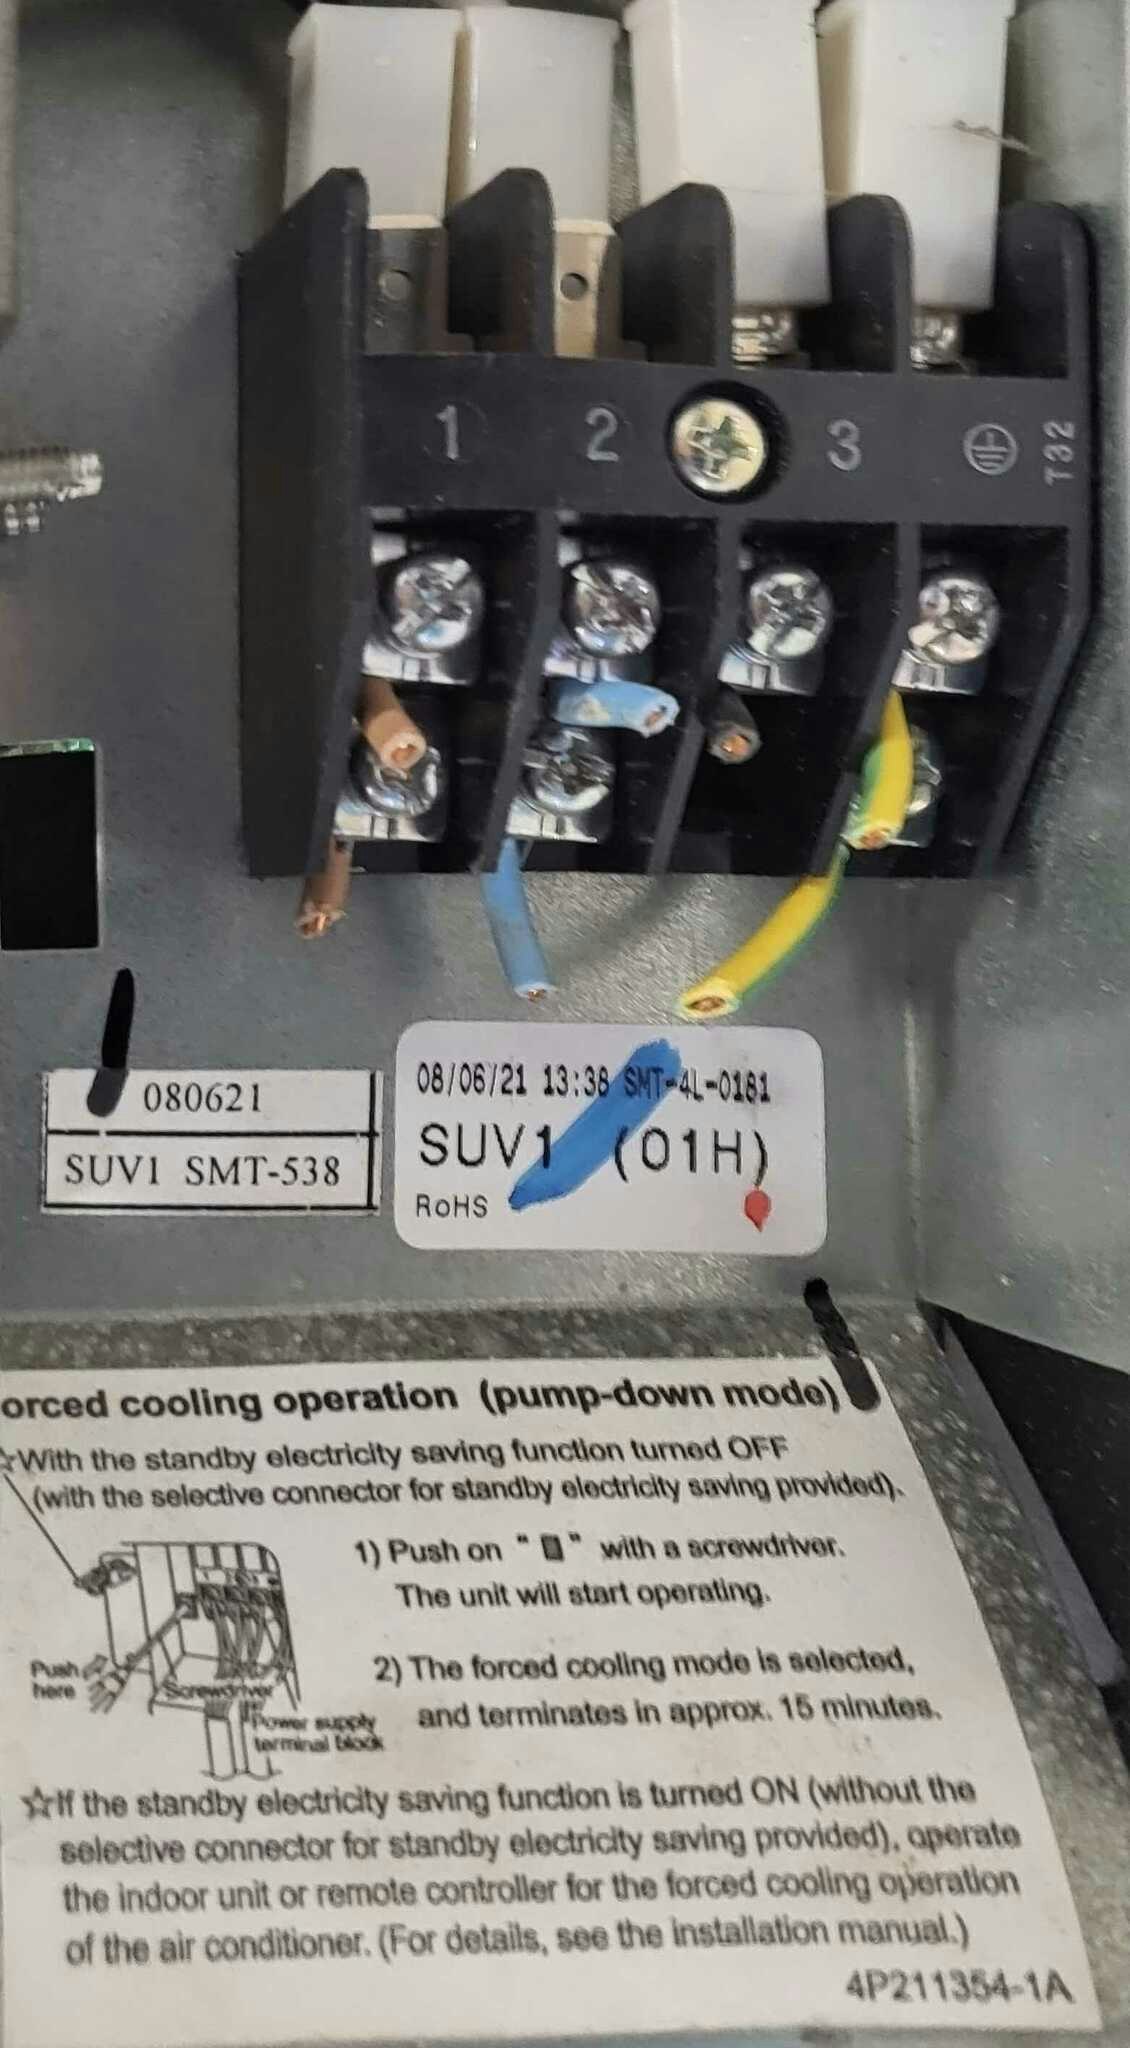 1 2 3 T32
080621
SUV1 SMT-538
08/06/21 13:38 SMT-4L-0181
SUV1 (01H)
RoHS
orced cooling operation (pump-down mode)
☆With the standby electricity saving function turned OFF
(with the selective connector for standby electricity saving provided).
1) Push on "▯" with a screwdriver.
The unit will start operating.
Push
here
Screwdriver
Power supply
terminal block
2) The forced cooling mode is selected,
and terminates in approx. 15 minutes.
☆If the standby electricity saving function is turned ON (without the
selective connector for standby electricity saving provided), operate
the indoor unit or remote controller for the forced cooling operation
of the air conditioner. (For details, see the installation manual.)
4P211354-1A